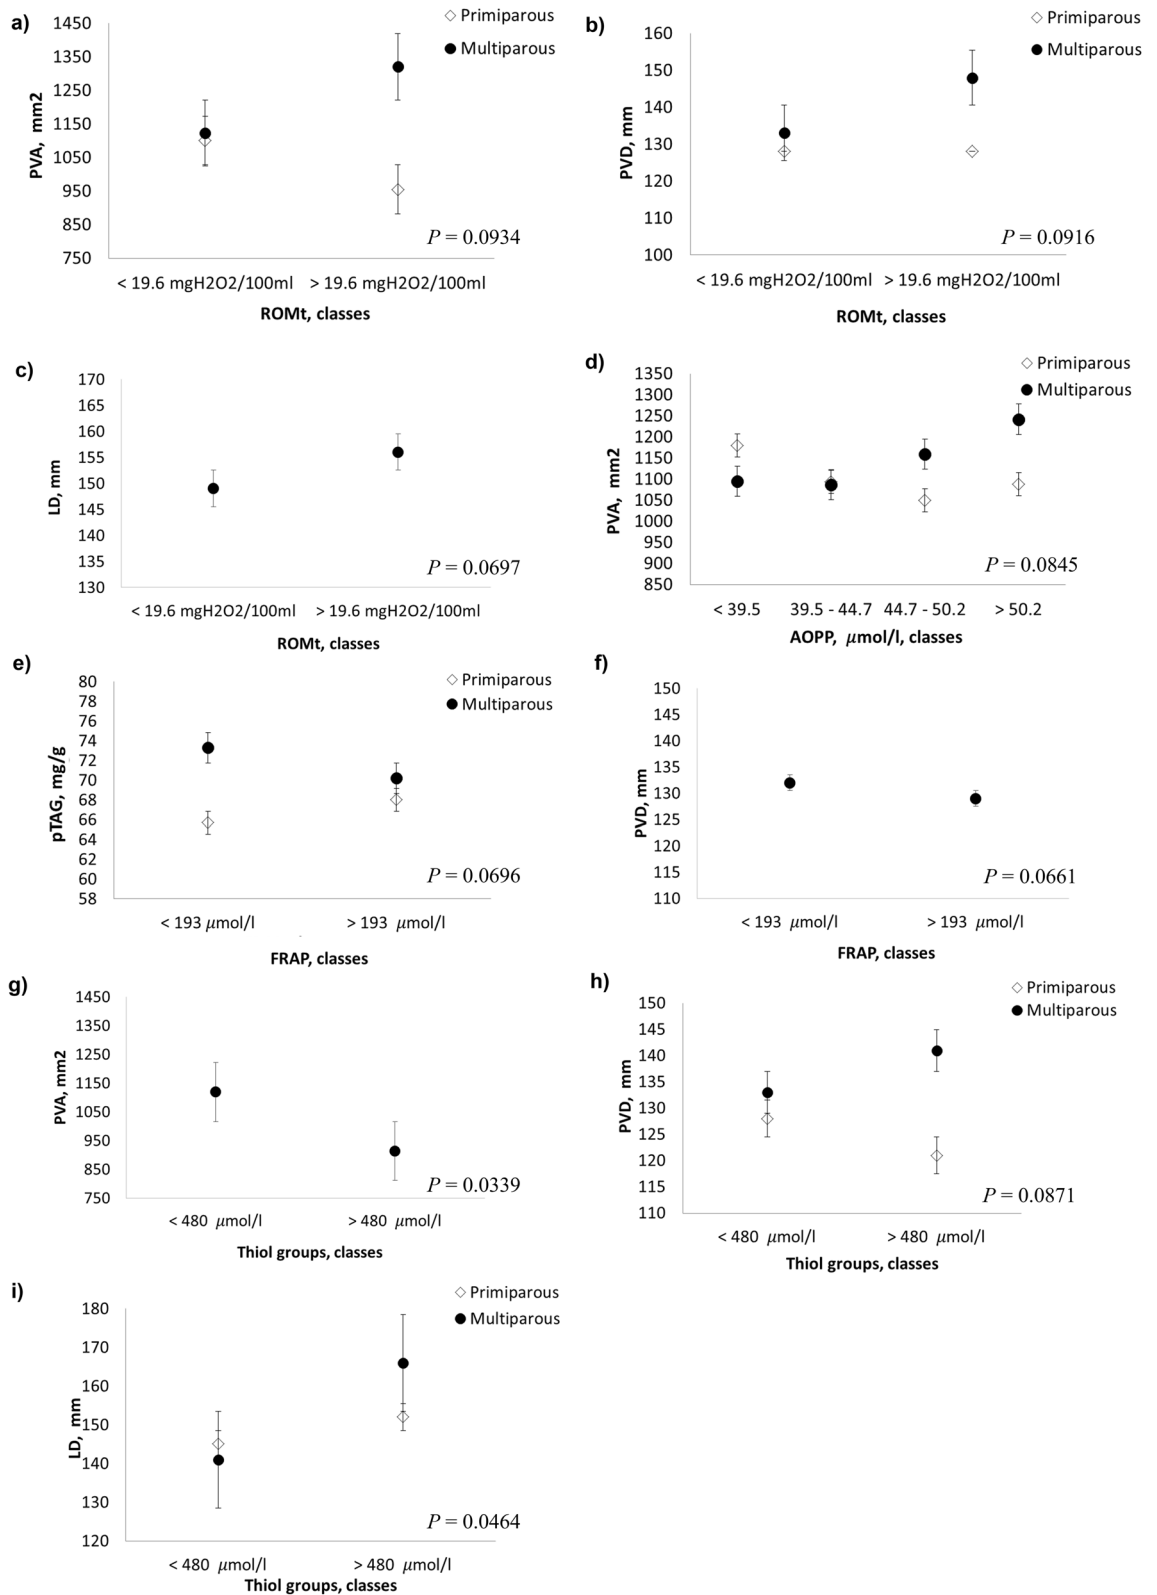 a)
1450
1350
1250
1150
1050
950
850
750
PVA, mm2
Primiparous
Multiparous
P = 0.0934
< 19.6 mgH2O2/100ml > 19.6 mgH2O2/100ml
ROMt, classes
b)
160
150
140
130
120
110
100
PVD, mm
Primiparous
Multiparous
P = 0.0916
< 19.6 mgH2O2/100ml > 19.6 mgH2O2/100ml
ROMt, classes
c)
170
165
160
155
150
145
140
135
130
LD, mm
P = 0.0697
< 19.6 mgH2O2/100ml > 19.6 mgH2O2/100ml
ROMt, classes
d)
1350
1300
1250
1200
1150
1100
1050
1000
950
900
850
PVA, mm2
Primiparous
Multiparous
P = 0.0845
< 39.5 39.5 - 44.7 44.7 - 50.2 > 50.2
AOPP, μmol/l, classes
e)
80
78
76
74
72
70
68
66
64
62
60
58
pTAG, mg/g
Primiparous
Multiparous
P = 0.0696
< 193 μmol/l > 193 μmol/l
FRAP, classes
f)
150
145
140
135
130
125
120
115
110
PVD, mm
P = 0.0661
< 193 μmol/l > 193 μmol/l
FRAP, classes
g)
1450
1350
1250
1150
1050
950
850
750
PVA, mm2
P = 0.0339
< 480 μmol/l > 480 μmol/l
Thiol groups, classes
h)
150
145
140
135
130
125
120
115
110
PVD, mm
Primiparous
Multiparous
P = 0.0871
< 480 μmol/l > 480 μmol/l
Thiol groups, classes
i)
180
170
160
150
140
130
120
LD, mm
Primiparous
Multiparous
P = 0.0464
< 480 μmol/l > 480 μmol/l
Thiol groups, classes